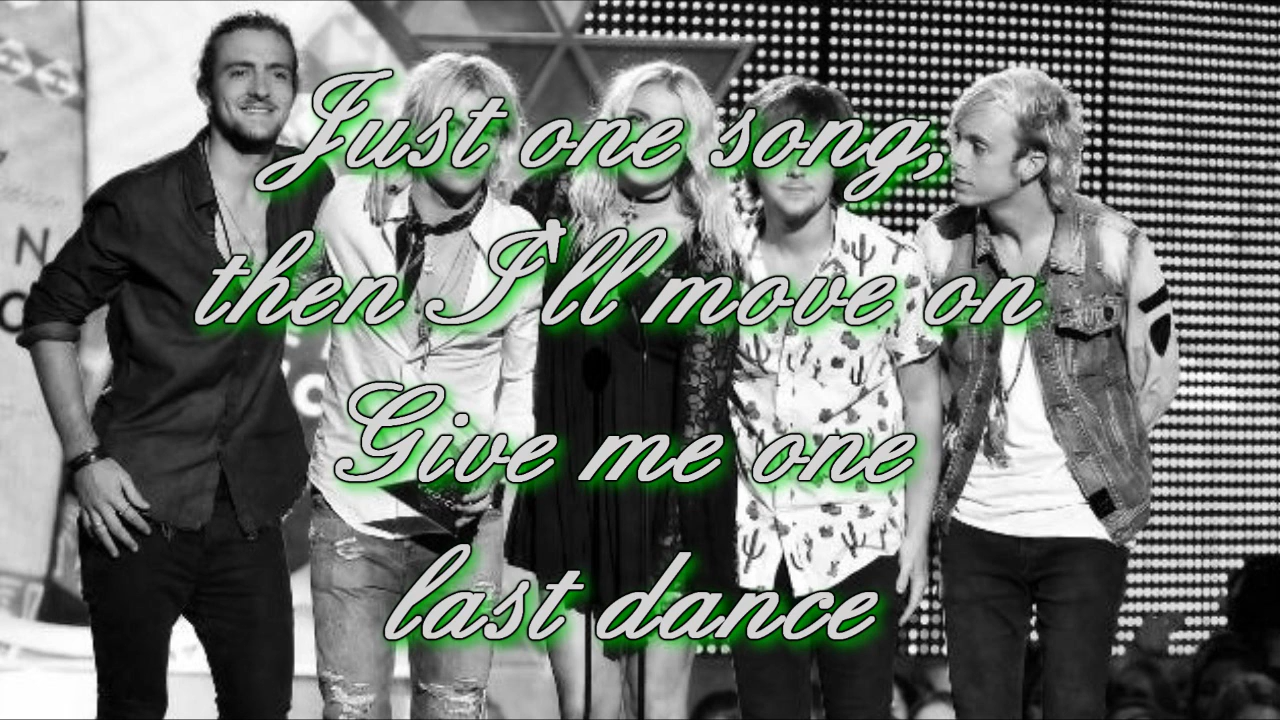 Just one song,
then I'll move on
Give me one
last dance